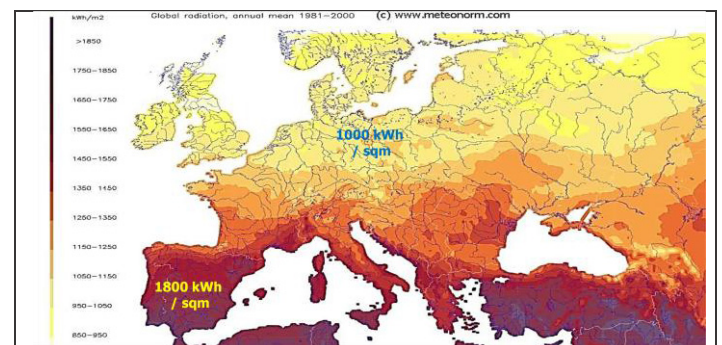 kWh/m2
Global radiation, annual mean 1981-2000
(c) www.meteonorm.com
>1850
1750-1850
1650-1750
1550-1650
1450-1550
1350 1450
1250-1350
1150-1250
1050-1150
950-1050
850-950
1000 kWh
/ sqm
1800 kWh
/ sqm